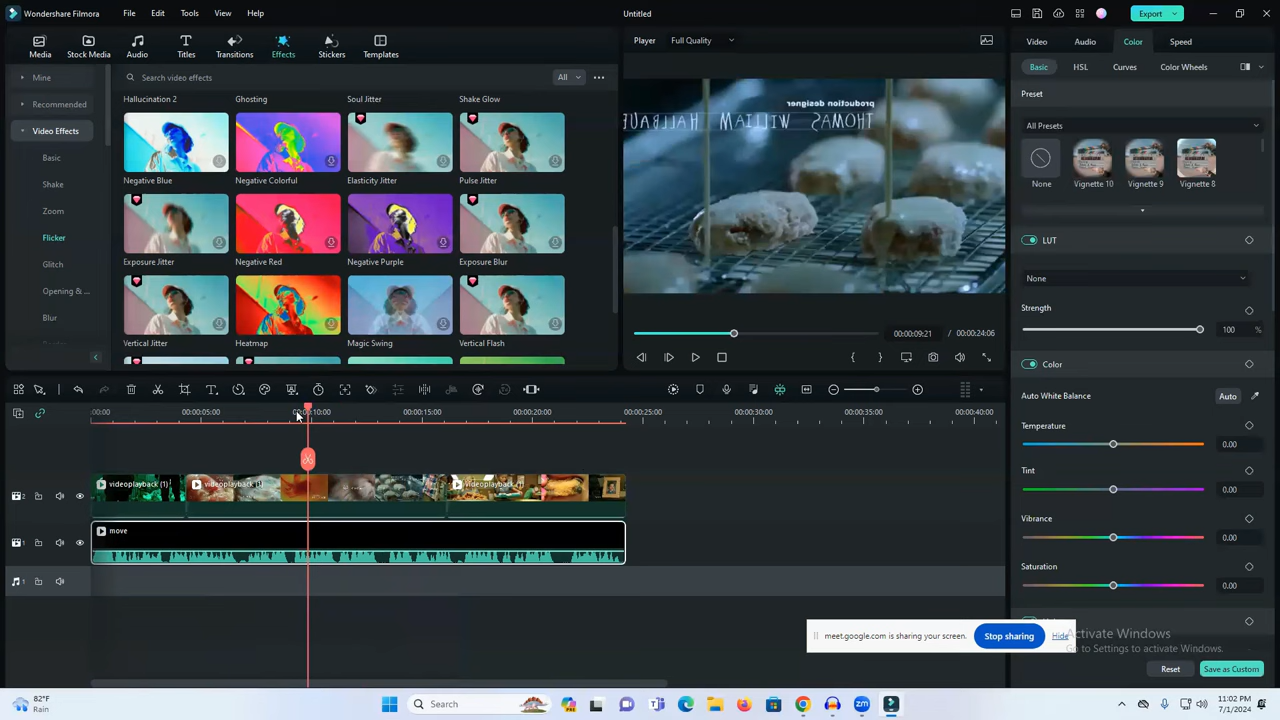 Wondershare Filmora File Edit Tools View Help Untitled Export
Media Stock Media Audio Titles Transitions Effects Stickers Templates
Player Full Quality
Video Audio Color Speed
Mine Search video effects All
Basic HSL Curves Color Wheels
Recommended
Video Effects
Basic
Shake
Zoom
Flicker
Glitch
Opening & ...
Blur
Hallucination 2 Ghosting Soul Jitter Shake Glow
Negative Blue Negative Colorful Elasticity Jitter Pulse Jitter
Exposure Jitter Negative Red Negative Purple Exposure Blur
Vertical Jitter Heatmap Magic Swing Vertical Flash
production designer
THOMAS WILLIAM HALLBAUE
00:00:09:21 / 00:00:24:06
Preset
All Presets
None Vignette 10 Vignette 9 Vignette 8
LUT
None
Strength
100 %
Color
Auto White Balance Auto
Temperature
0.00
Tint
0.00
Vibrance
0.00
Saturation
0.00
:00:00 00:00:05:00 00:00:10:00 00:00:15:00 00:00:20:00 00:00:25:00 00:00:30:00 00:00:35:00 00:00:40:00
2 videoplayback (1) videoplayback (1) videoplayback (1)
1 move
1
meet.google.com is sharing your screen. Stop sharing Hide
Activate Windows
Go to Settings to activate Windows.
Reset Save as Custom
82°F
Rain
Search
11:02 PM
7/1/2024